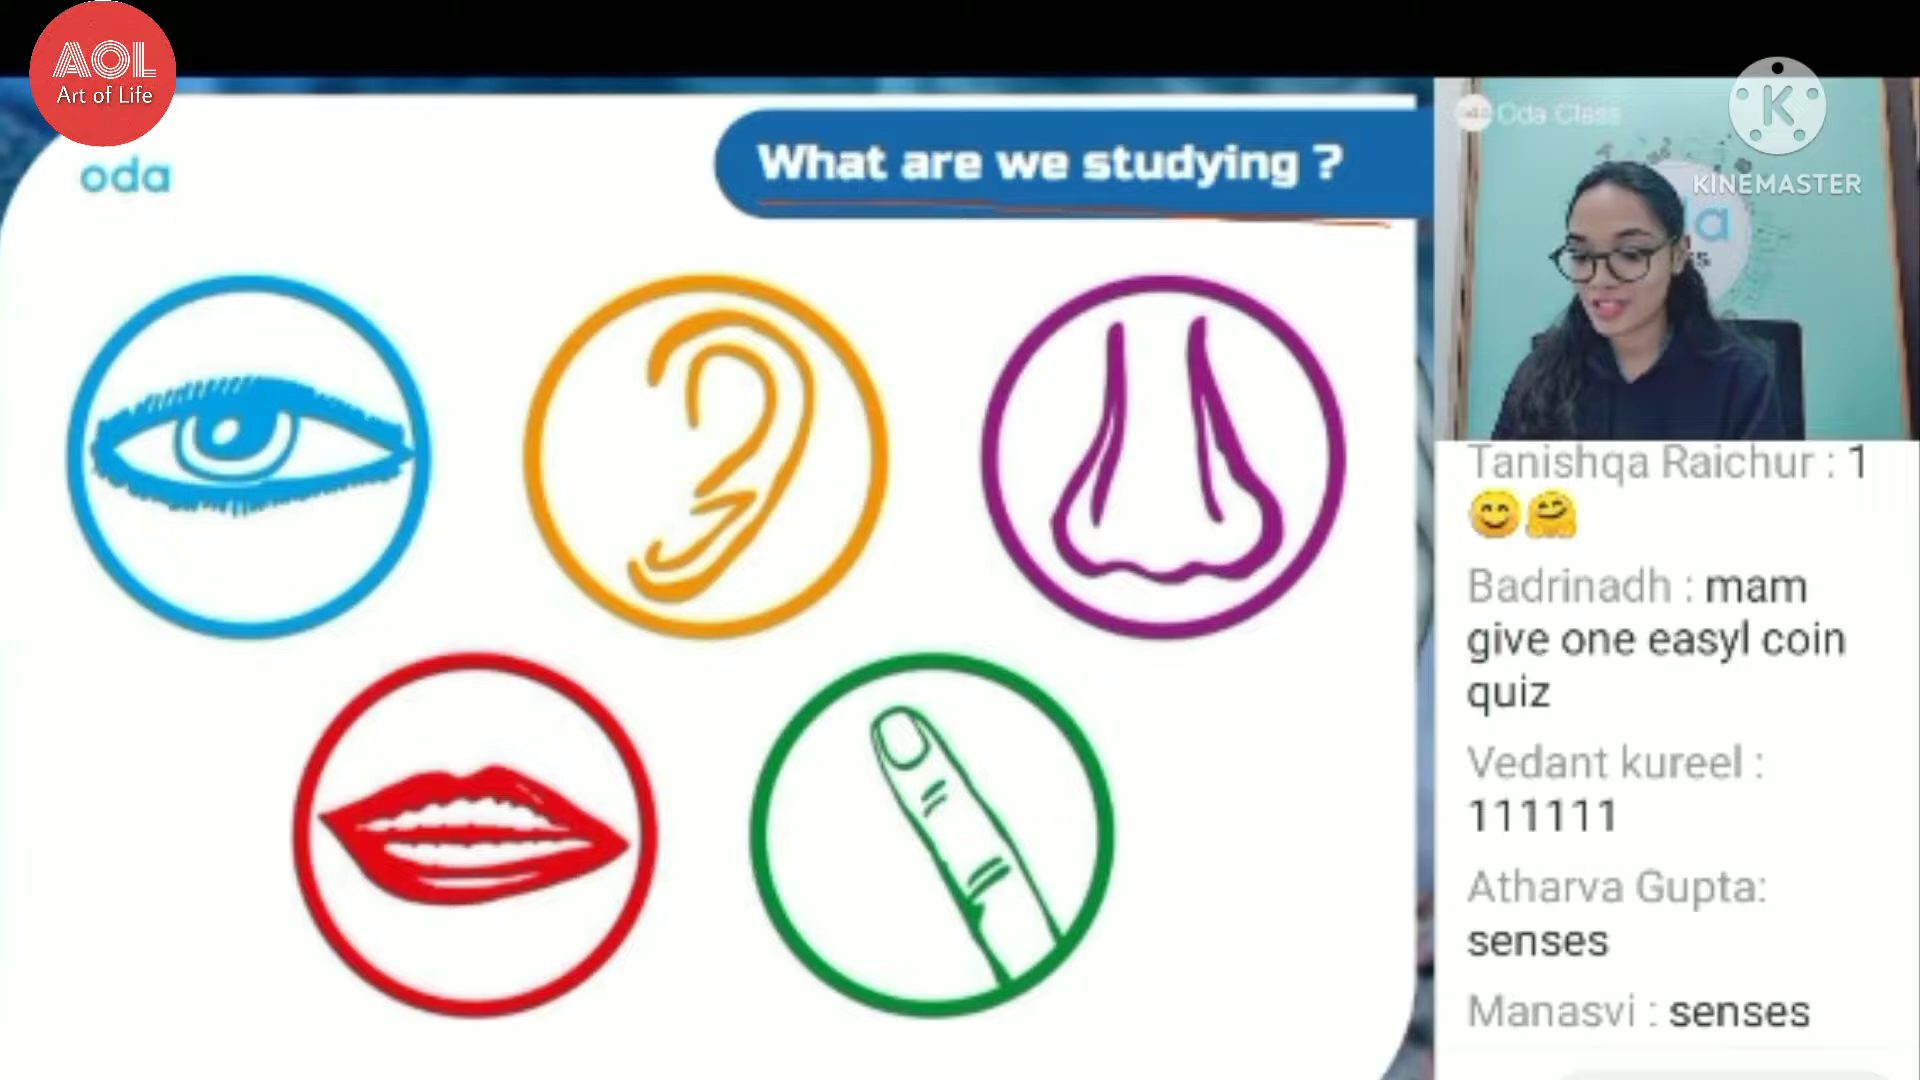 AOL
Art of Life
oda
What are we studying ?
Oda Class
KINEMASTER
Tanishqa Raichur : 1
😊🤗
Badrinadh : mam
give one easyl coin
quiz
Vedant kureel :
111111
Atharva Gupta:
senses
Manasvi : senses